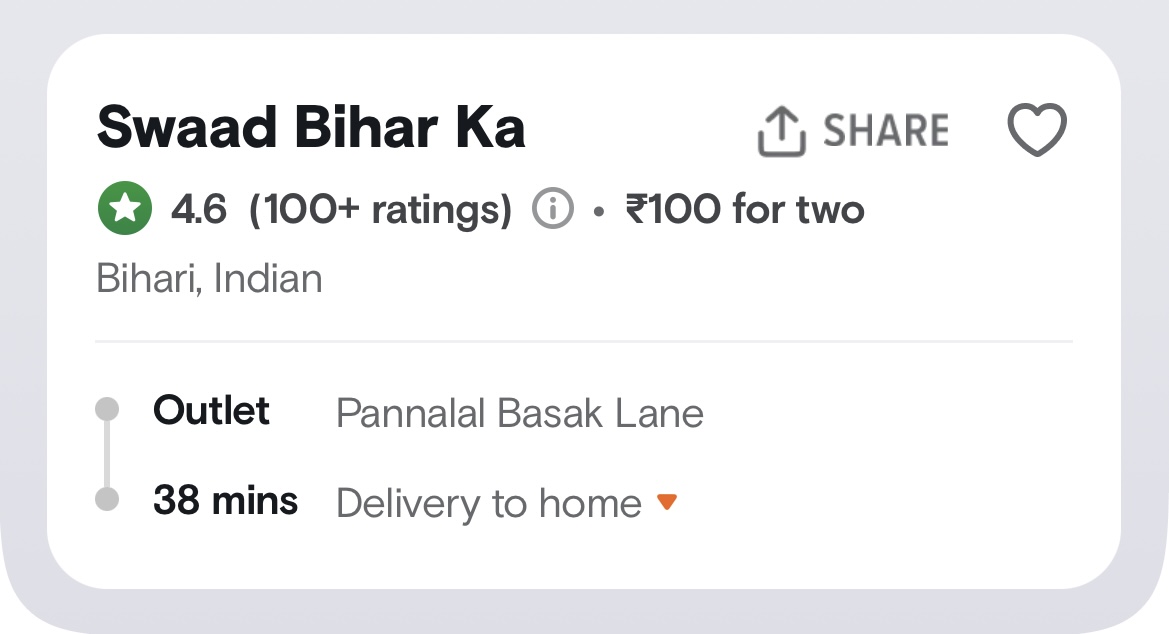 Swaad Bihar Ka SHARE
4.6 (100+ ratings) • ₹100 for two
Bihari, Indian
Outlet Pannalal Basak Lane
38 mins Delivery to home